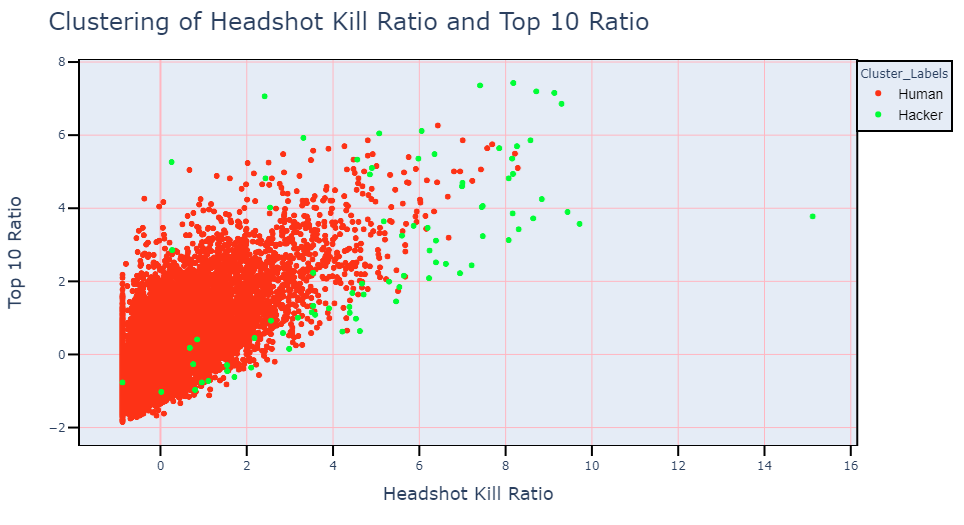 Clustering of Headshot Kill Ratio and Top 10 Ratio
Cluster_Labels
Human
Hacker
Top 10 Ratio
8
6
4
2
0
−2
0 2 4 6 8 10 12 14 16
Headshot Kill Ratio